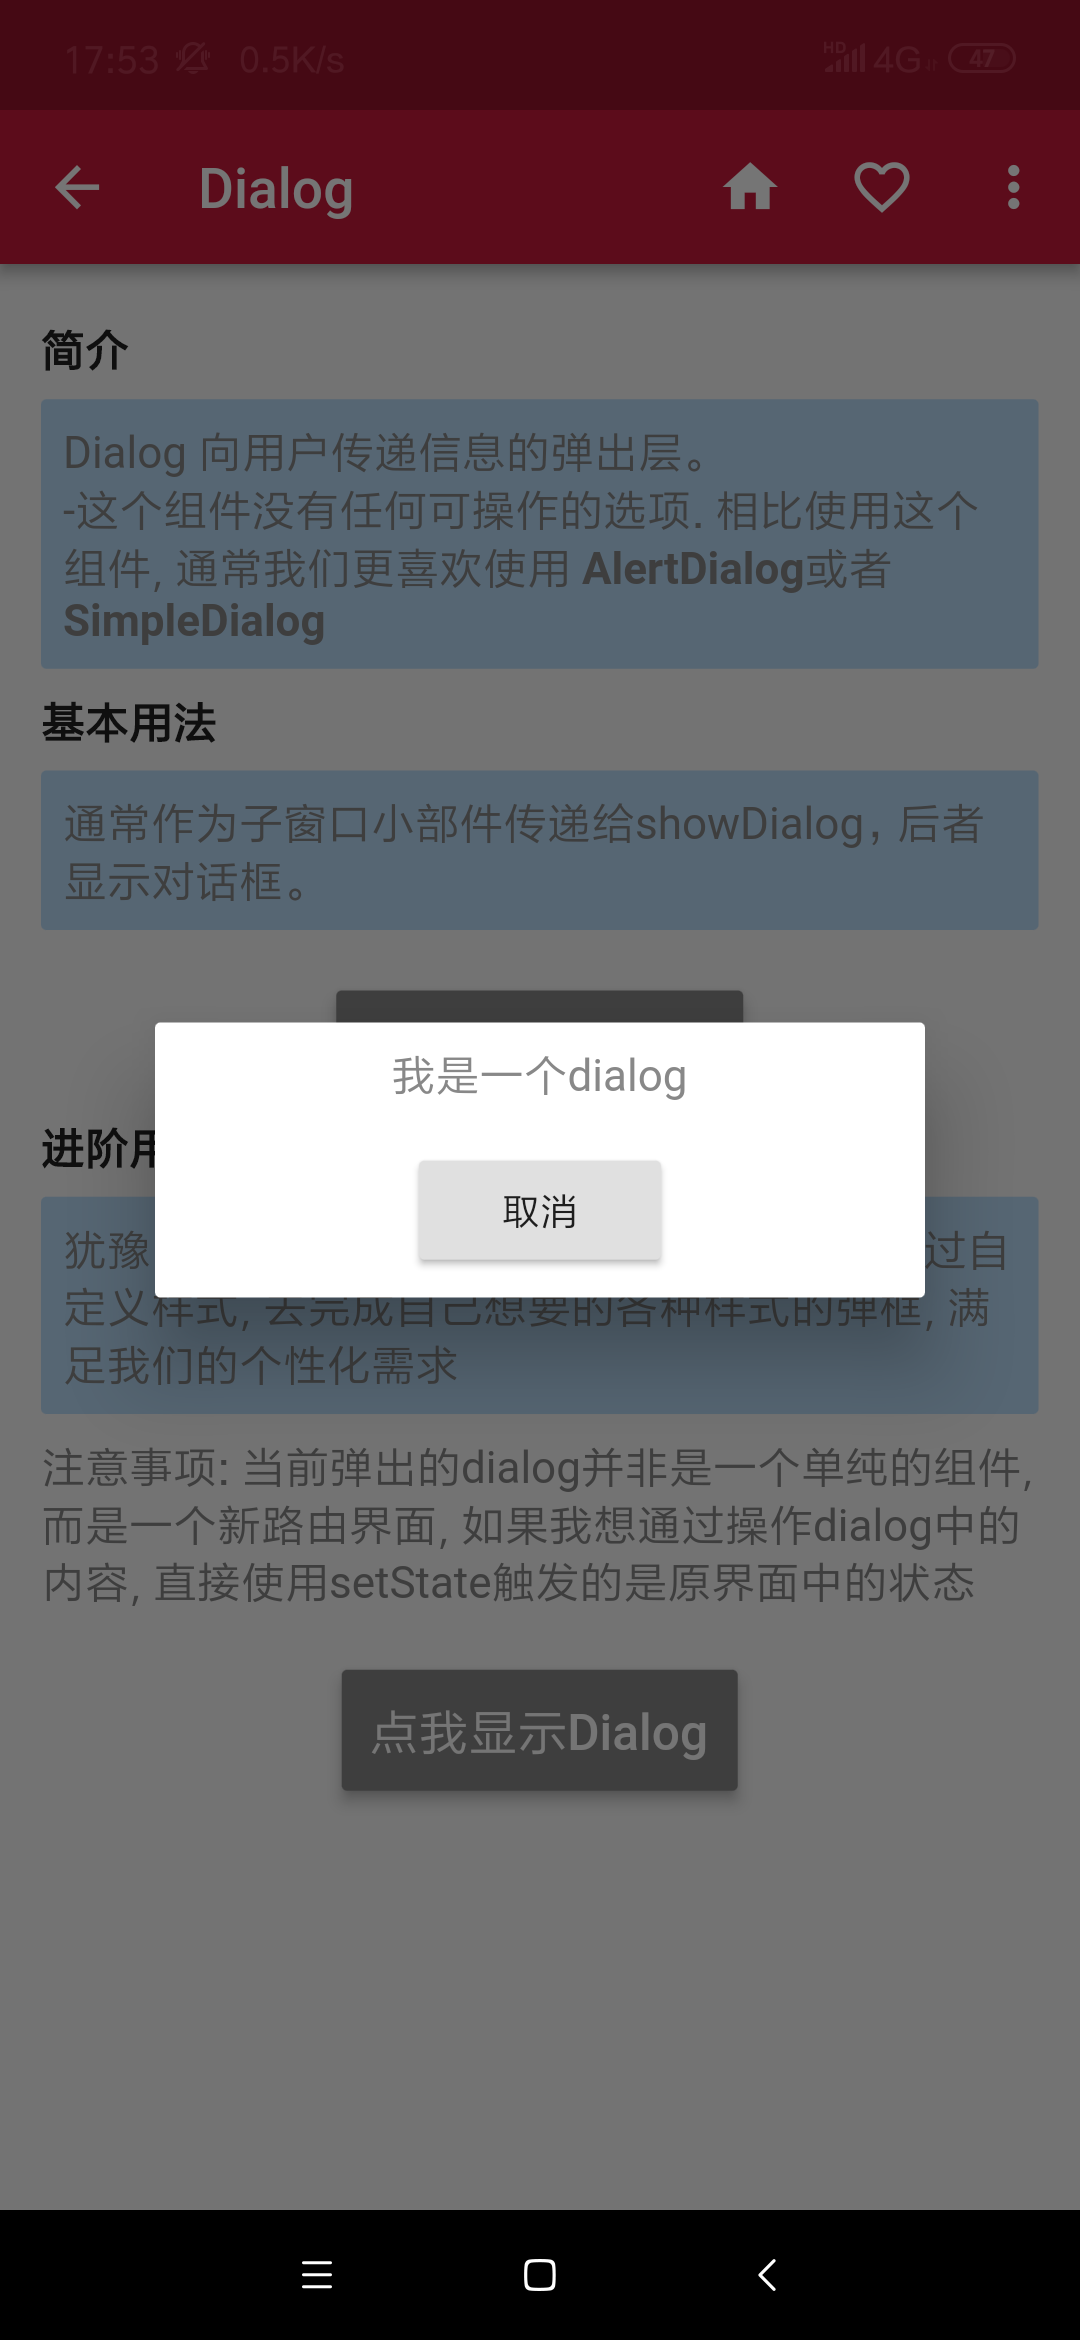 17:53 0.5K/s HD 4G 47
Dialog
简介
Dialog 向用户传递信息的弹出层。
-这个组件没有任何可操作的选项. 相比使用这个
组件, 通常我们更喜欢使用 AlertDialog或者
SimpleDialog
基本用法
通常作为子窗口小部件传递给showDialog，后者
显示对话框。
我是一个dialog
取消
进阶用
犹豫
过自
定义样式, 去完成自己想要的各种样式的弹框, 满
足我们的个性化需求
注意事项: 当前弹出的dialog并非是一个单纯的组件,
而是一个新路由界面, 如果我想通过操作dialog中的
内容, 直接使用setState触发的是原界面中的状态
点我显示Dialog